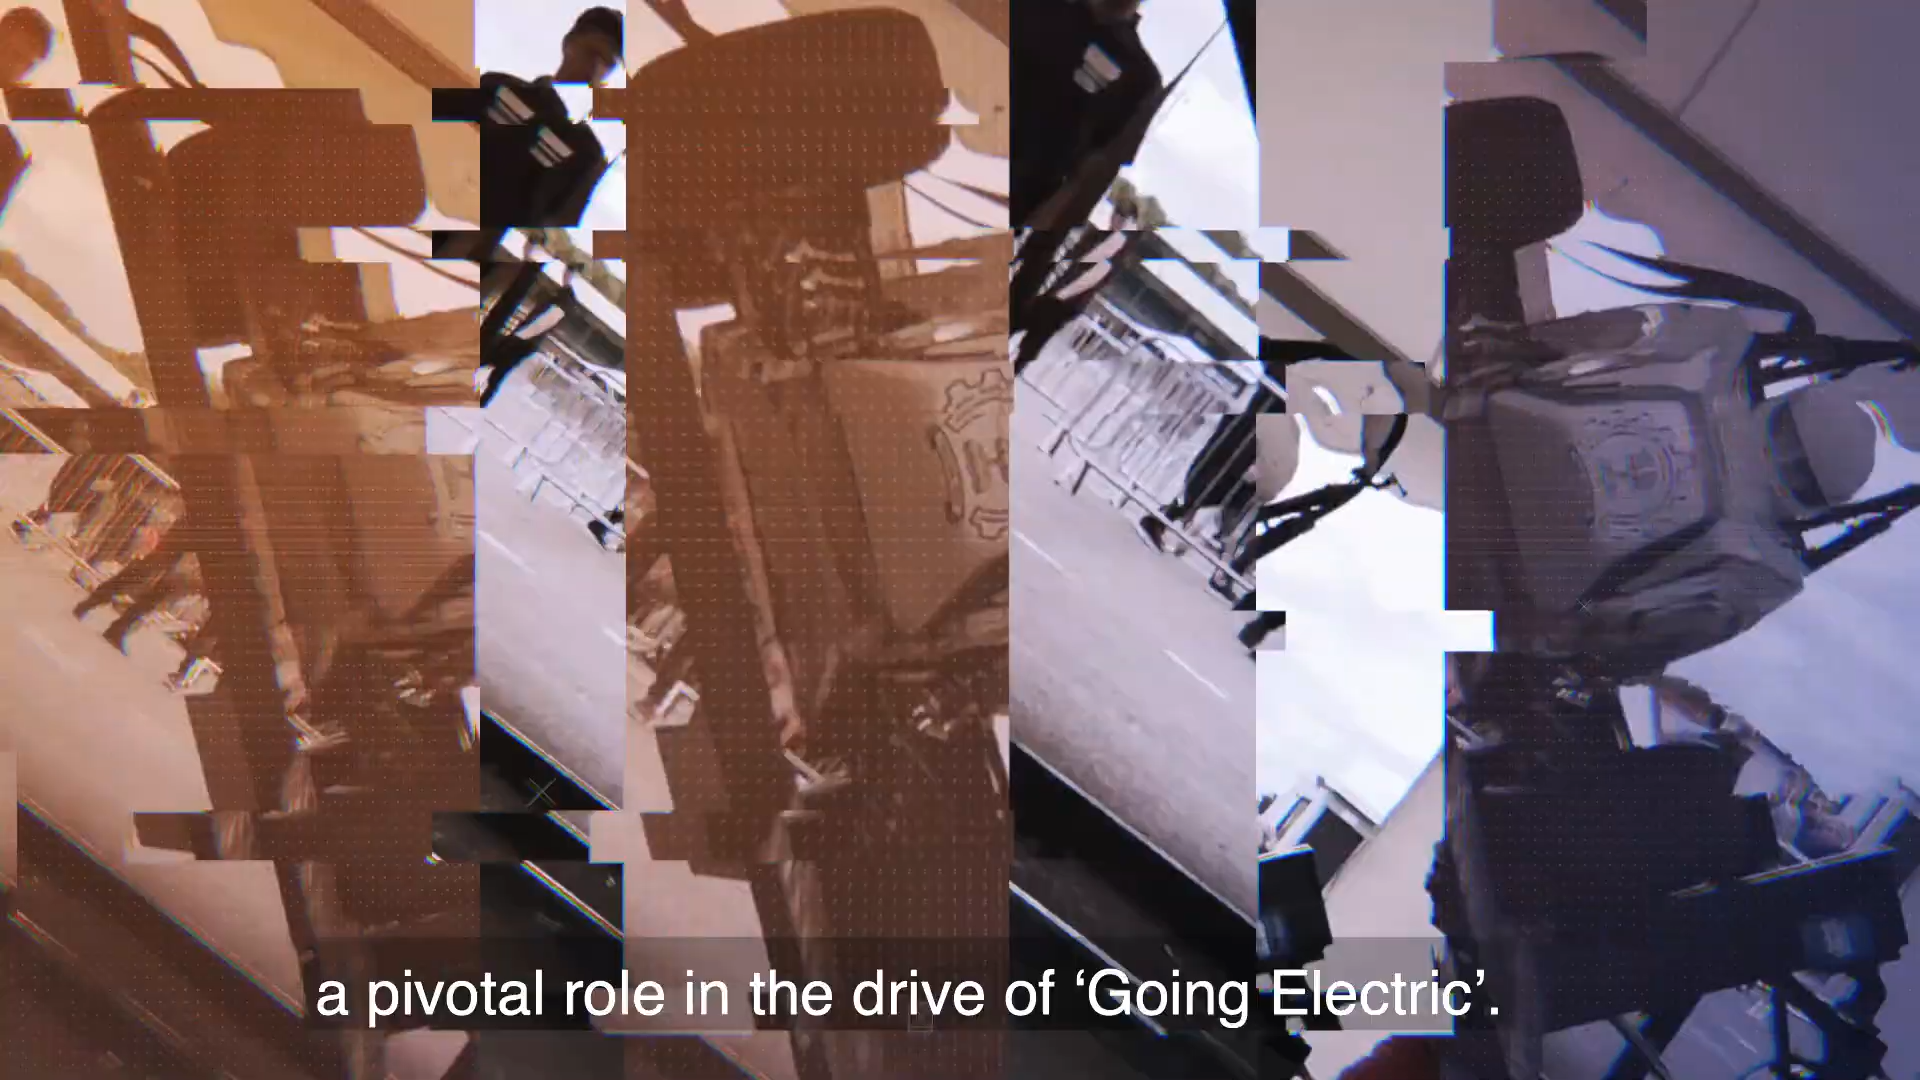 a pivotal role in the drive of ‘Going Electric’.